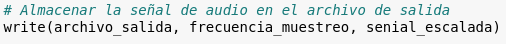 # Almacenar la señal de audio en el archivo de salida
write(archivo_salida, frecuencia_muestreo, senial_escalada)